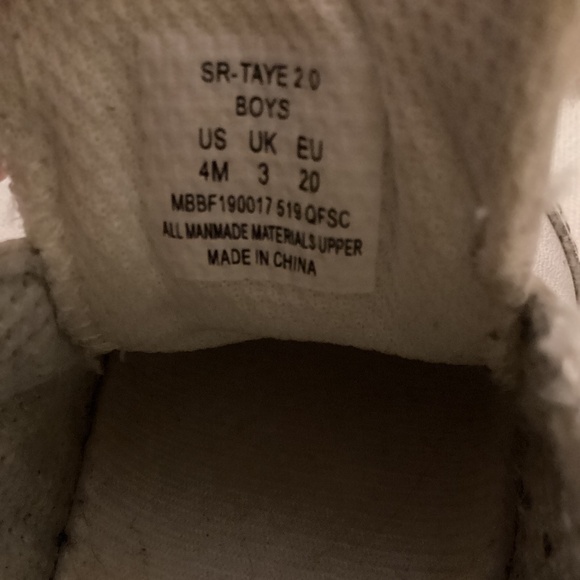 SR-TAYE 2.0
BOYS
US UK EU
4M 3 20
MBBF190017 519 QFSC
ALL MANMADE MATERIALS UPPER
MADE IN CHINA